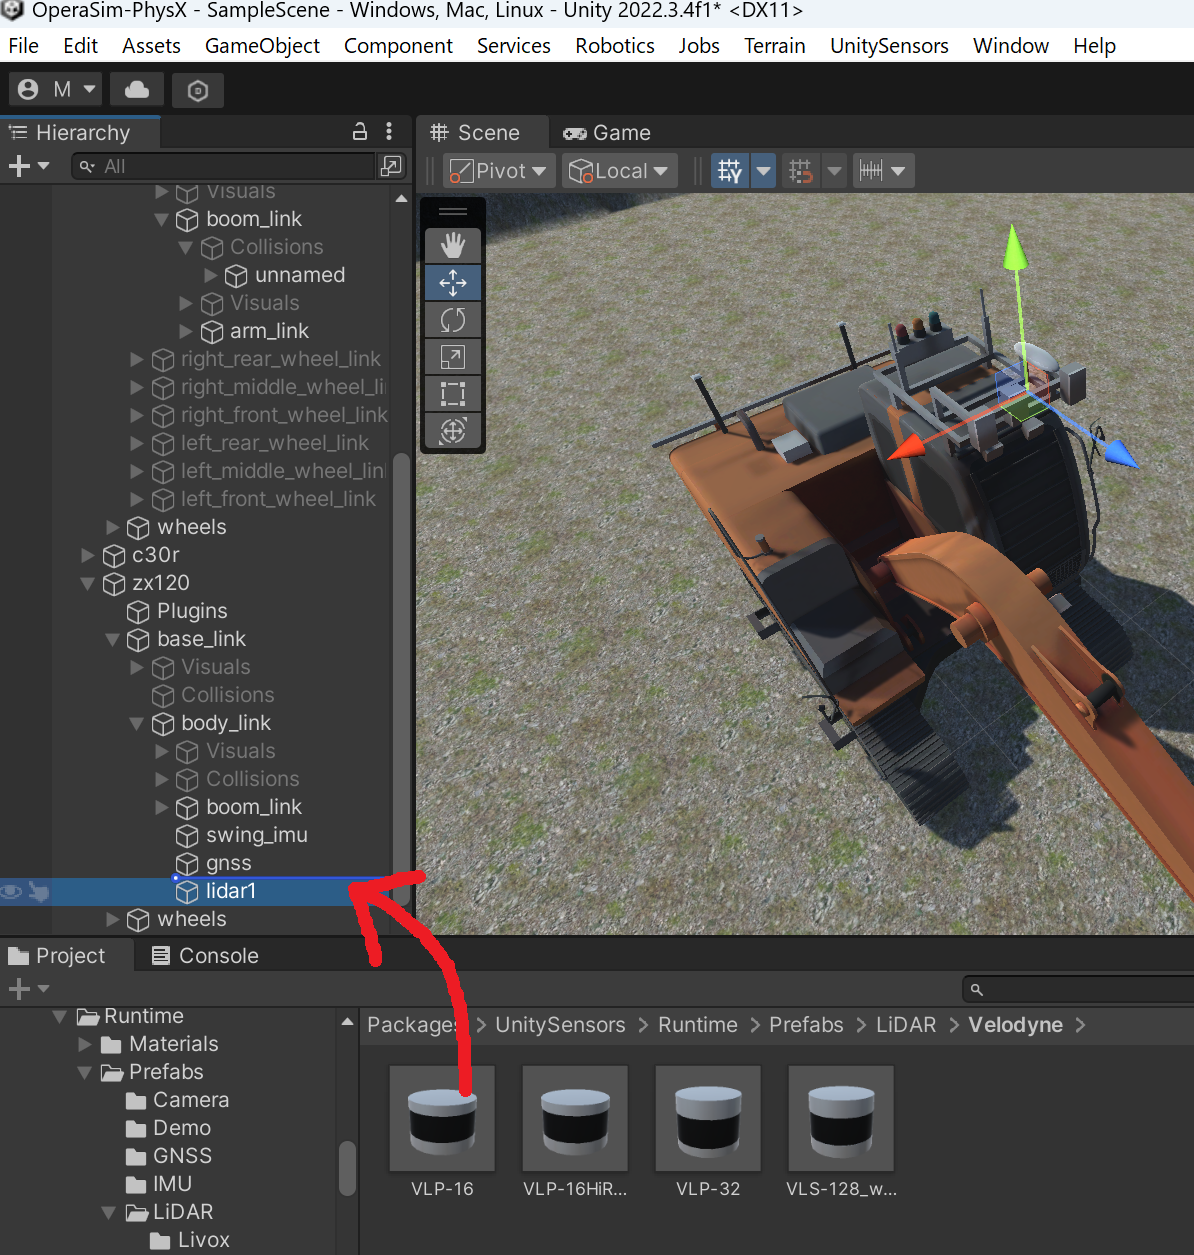 OperaSim-PhysX - SampleScene - Windows, Mac, Linux - Unity 2022.3.4f1* <DX11>
File Edit Assets GameObject Component Services Robotics Jobs Terrain UnitySensors Window Help
M
Hierarchy
Scene
Game
All
Pivot
Local
Y
Visuals
boom_link
Collisions
unnamed
Visuals
arm_link
right_rear_wheel_link
right_middle_wheel_li
right_front_wheel_link
left_rear_wheel_link
left_middle_wheel_lin
left_front_wheel_link
wheels
c30r
zx120
Plugins
base_link
Visuals
Collisions
body_link
Visuals
Collisions
boom_link
swing_imu
gnss
lidar1
wheels
Project
Console
Runtime
Materials
Prefabs
Camera
Demo
GNSS
IMU
LiDAR
Livox
Packages > UnitySensors > Runtime > Prefabs > LiDAR > Velodyne >
VLP-16
VLP-16HiR...
VLP-32
VLS-128_w...